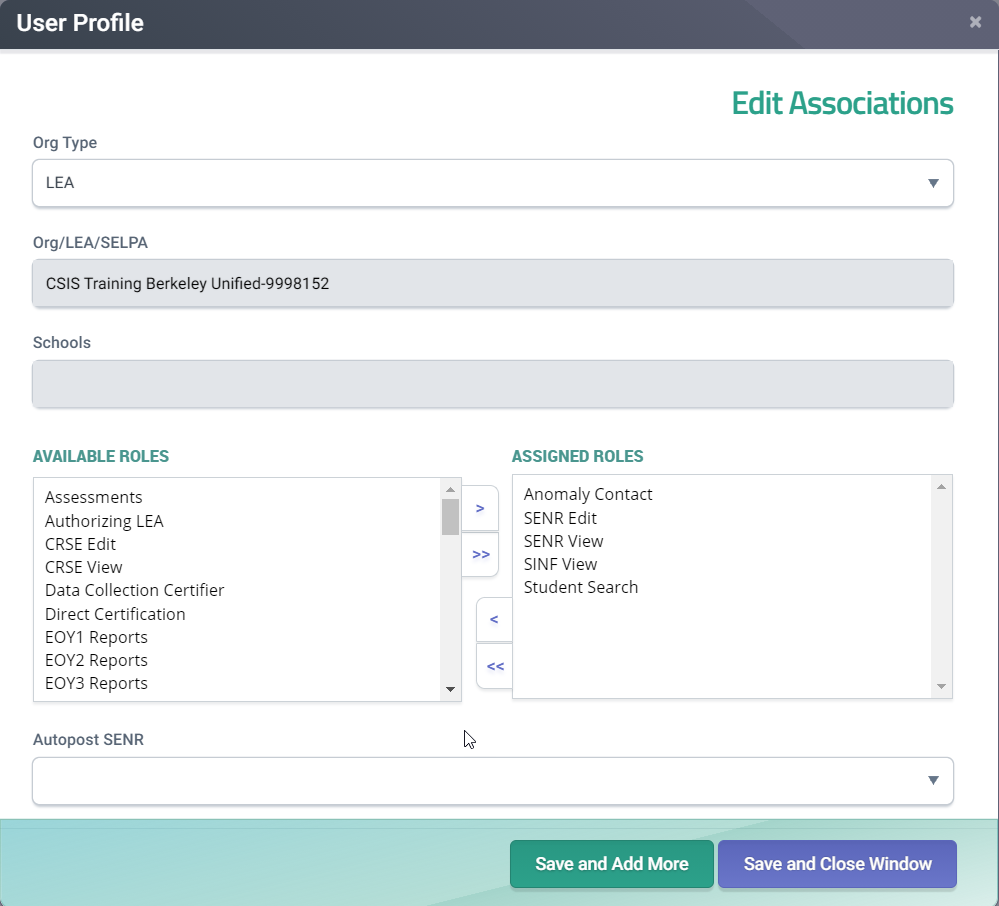 User Profile
×
Edit Associations
Org Type
LEA
Org/LEA/SELPA
CSIS Training Berkeley Unified-9998152
Schools
AVAILABLE ROLES
Assessments
Authorizing LEA
CRSE Edit
CRSE View
Data Collection Certifier
Direct Certification
EOY1 Reports
EOY2 Reports
EOY3 Reports
>
>>
<
<<
ASSIGNED ROLES
Anomaly Contact
SENR Edit
SENR View
SINF View
Student Search
Autopost SENR
Save and Add More
Save and Close Window